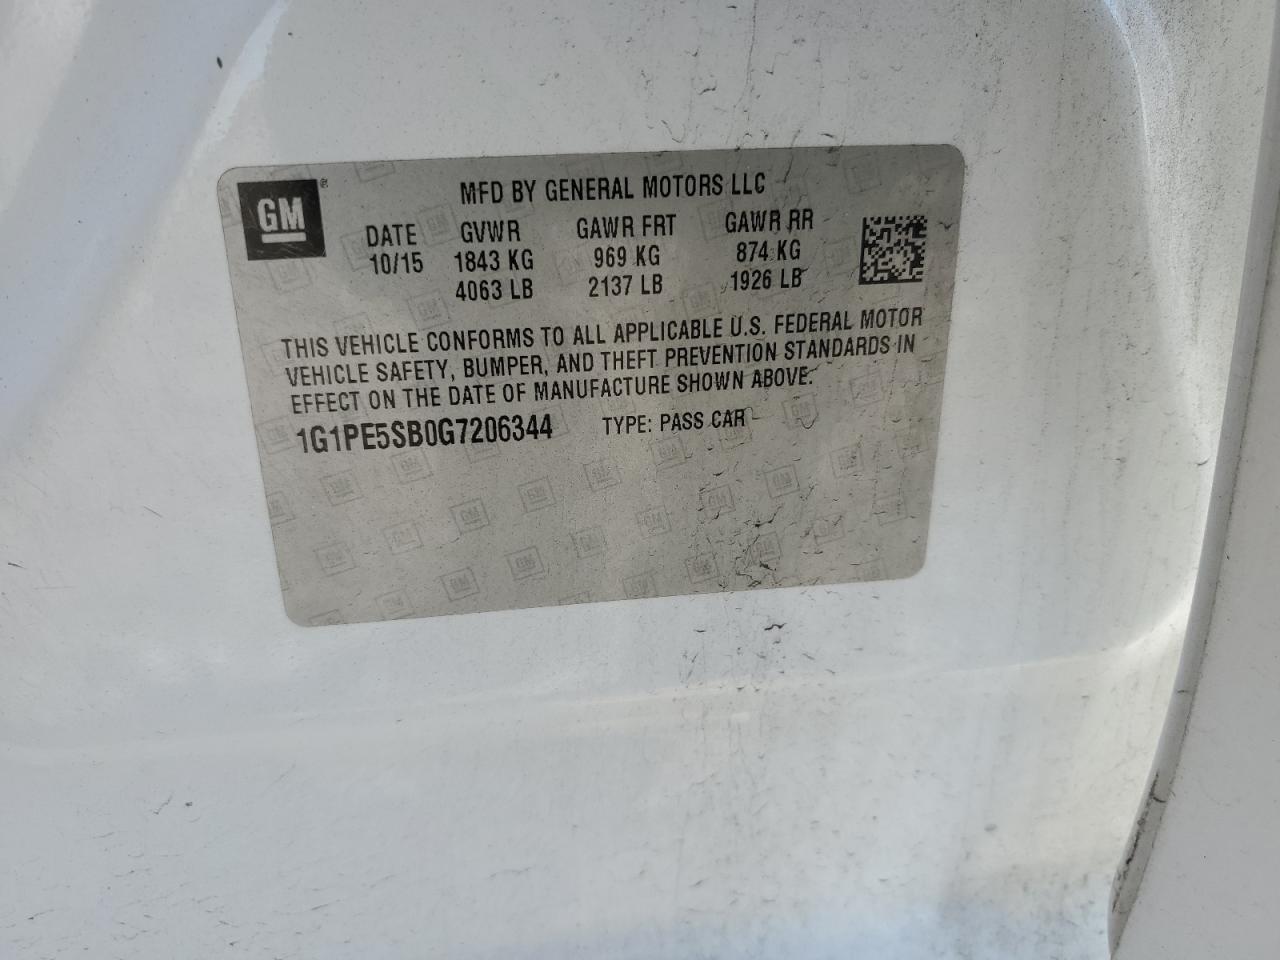 GM ®
MFD BY GENERAL MOTORS LLC
DATE GVWR GAWR FRT GAWR RR
10/15 1843 KG 969 KG 874 KG
4063 LB 2137 LB 1926 LB
THIS VEHICLE CONFORMS TO ALL APPLICABLE U.S. FEDERAL MOTOR
VEHICLE SAFETY, BUMPER, AND THEFT PREVENTION STANDARDS IN
EFFECT ON THE DATE OF MANUFACTURE SHOWN ABOVE.
1G1PE5SB0G7206344 TYPE: PASS CAR